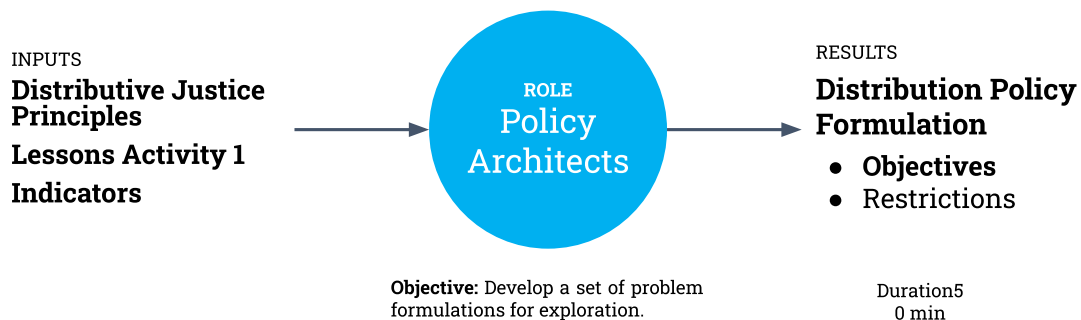 INPUTS
Distributive Justice
Principles
Lessons Activity 1
Indicators
ROLE
Policy
Architects
RESULTS
Distribution Policy
Formulation
● Objectives
● Restrictions
Objective: Develop a set of problem
formulations for exploration.
Duration5
0 min